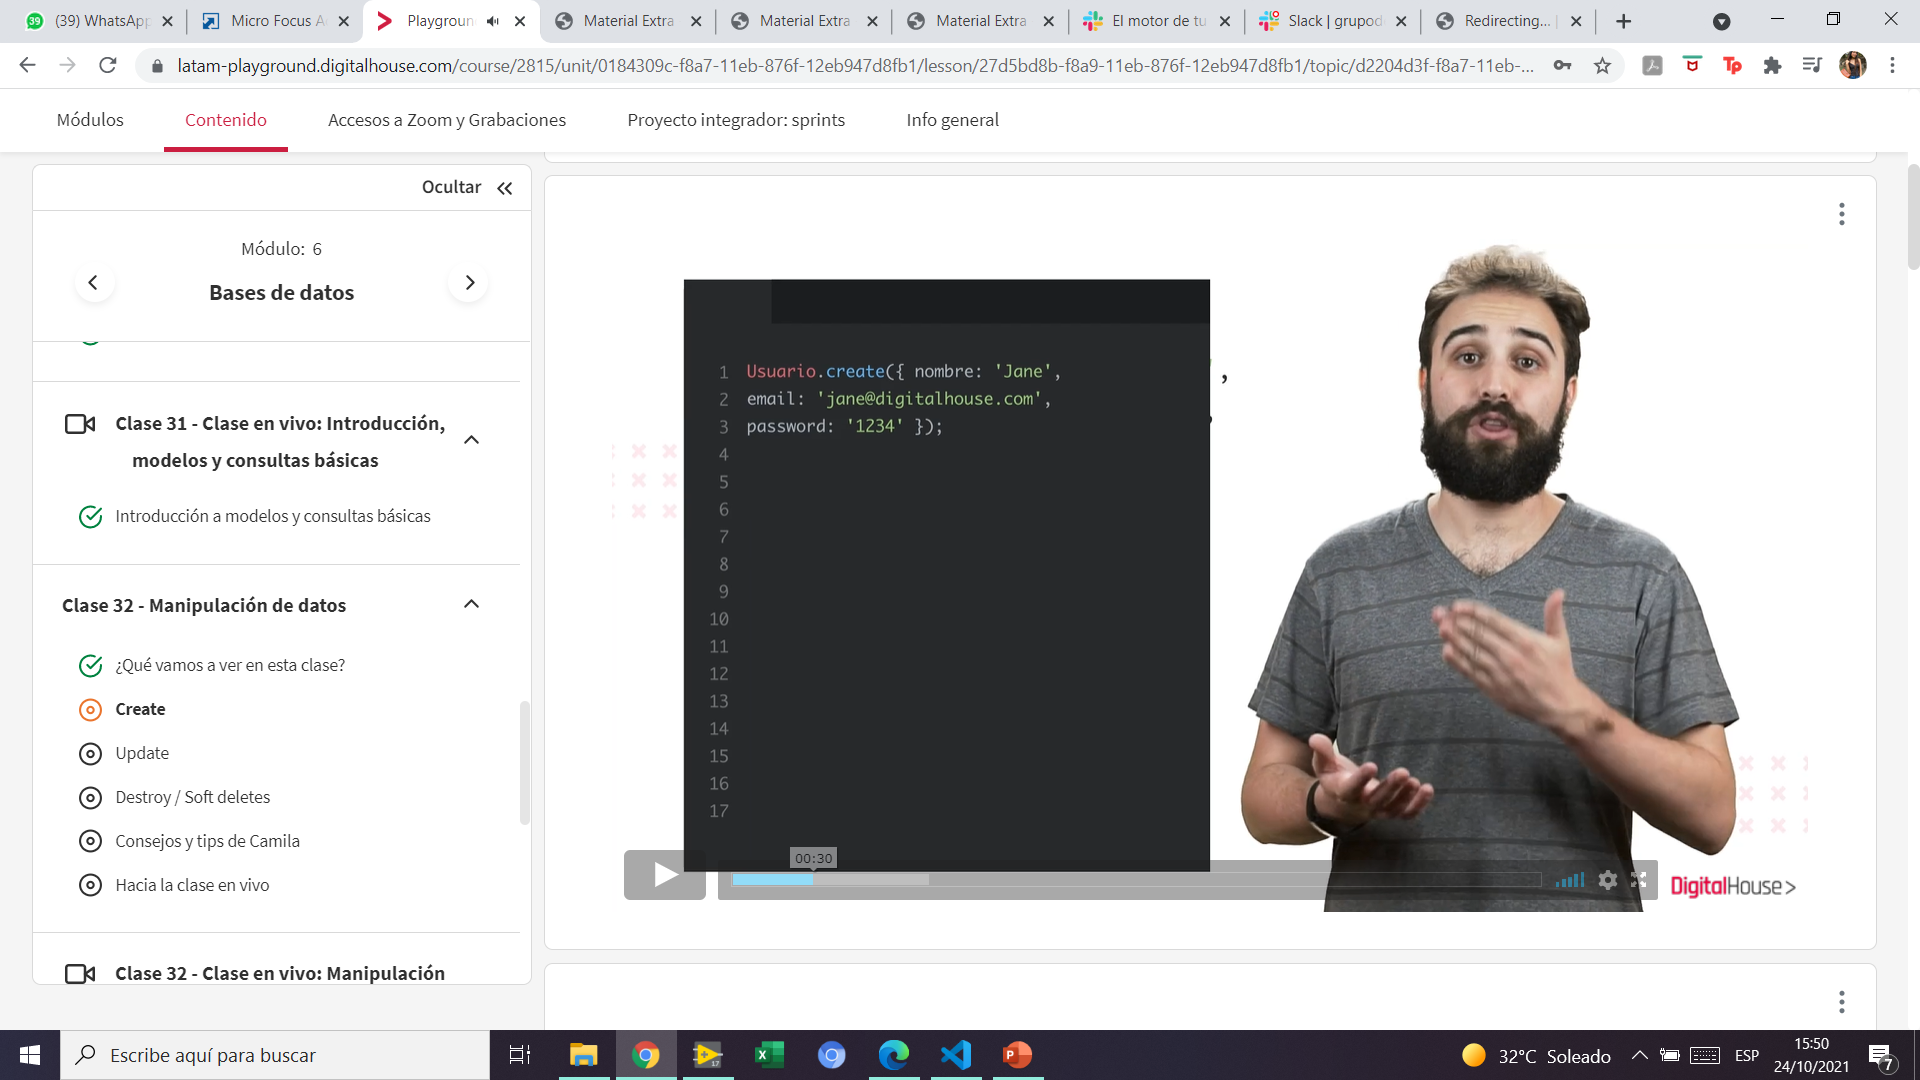 (39) WhatsApp
Micro Focus A
Playground
Material Extra
Material Extra
Material Extra
El motor de tu
Slack | grupod
Redirecting...
latam-playground.digitalhouse.com/course/2815/unit/0184309c-f8a7-11eb-876f-12eb947d8fb1/lesson/27d5bd8b-f8a9-11eb-876f-12eb947d8fb1/topic/d2204d3f-f8a7-11eb-...
Módulos
Contenido
Accesos a Zoom y Grabaciones
Proyecto integrador: sprints
Info general
Ocultar
Módulo: 6
Bases de datos
Clase 31 - Clase en vivo: Introducción,
modelos y consultas básicas
Introducción a modelos y consultas básicas
Clase 32 - Manipulación de datos
¿Qué vamos a ver en esta clase?
Create
Update
Destroy / Soft deletes
Consejos y tips de Camila
Hacia la clase en vivo
Clase 32 - Clase en vivo: Manipulación
1 Usuario.create({ nombre: 'Jane',
2 email: 'jane@digitalhouse.com',
3 password: '1234' });
4
5
6
7
8
9
10
11
12
13
14
15
16
17
00:30
DigitalHouse>
Escribe aquí para buscar
32°C Soleado
ESP
15:50
24/10/2021
7